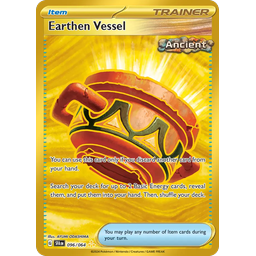 Item
TRAINER
Earthen Vessel
Ancient
You can use this card only if you discard another card from
your hand.
Search your deck for up to 2 Basic Energy cards, reveal
them, and put them into your hand. Then, shuffle your deck.
096/064
You may play any number of Item cards during
your turn.